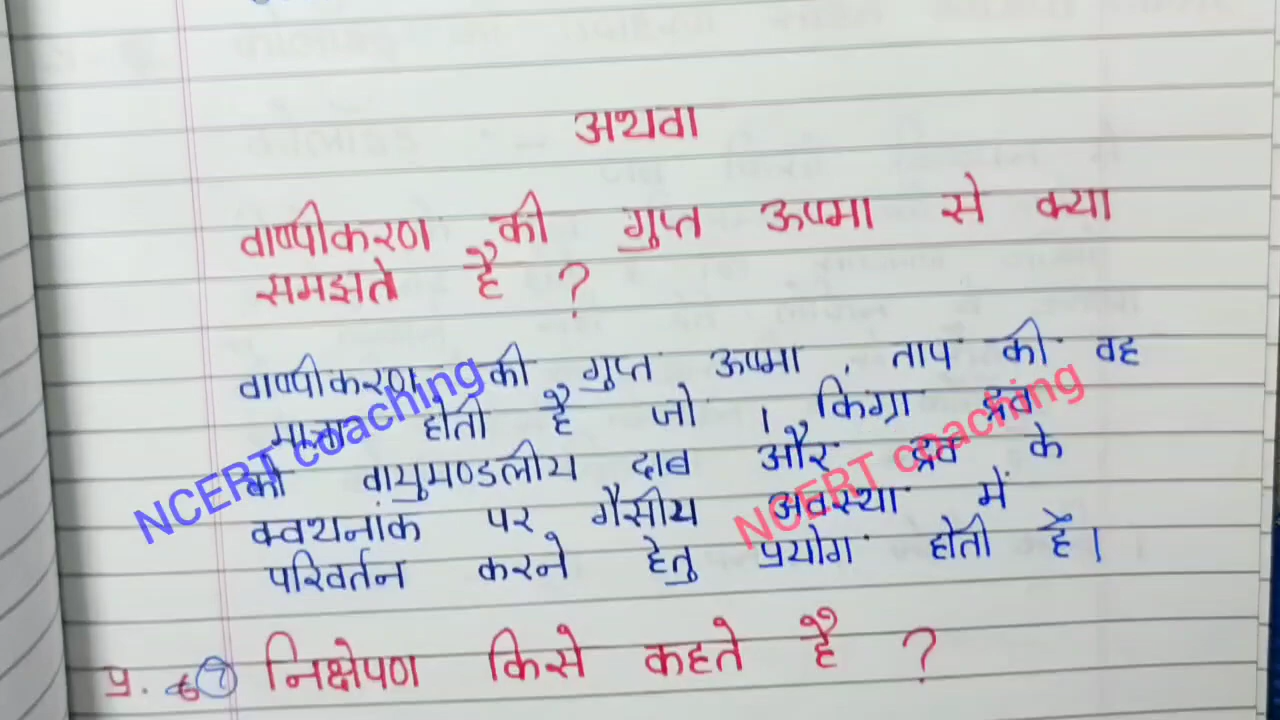 अथवा
वाष्पीकरण की गुप्त ऊष्मा से क्या
समझते है ?
वाष्पीकरण की गुप्त ऊष्मा , ताप की वह
मात्रा होती है जो 1 किग्रा द्रव
को वायुमण्डलीय दाब और द्रव के
क्वथनांक पर गैसीय अवस्था में
परिवर्तन करने हेतु प्रयोग होती है।
प्र. 7 निक्षेपण किसे कहते है ?
NCERT coaching
NCERT coaching